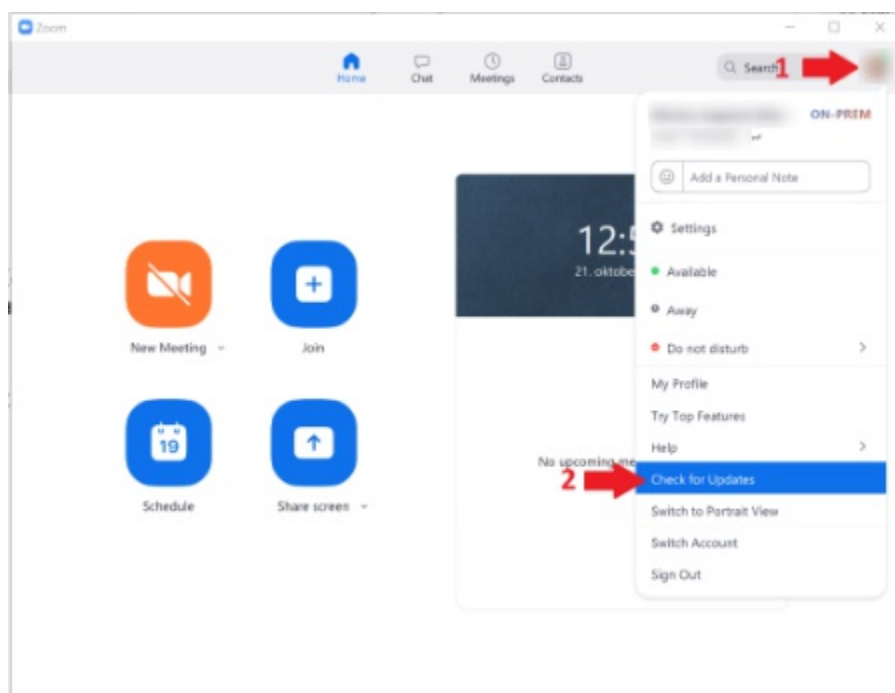 Zoom
Home
Chat
Meetings
Contacts
Search
1
ON-PREM
Add a Personal Note
12:5
21. oktobe
Settings
Available
Away
Do not disturb
New Meeting
Join
My Profile
Try Top Features
Help
19
No upcoming me
2
Check for Updates
Schedule
Share screen
Switch to Portrait View
Switch Account
Sign Out